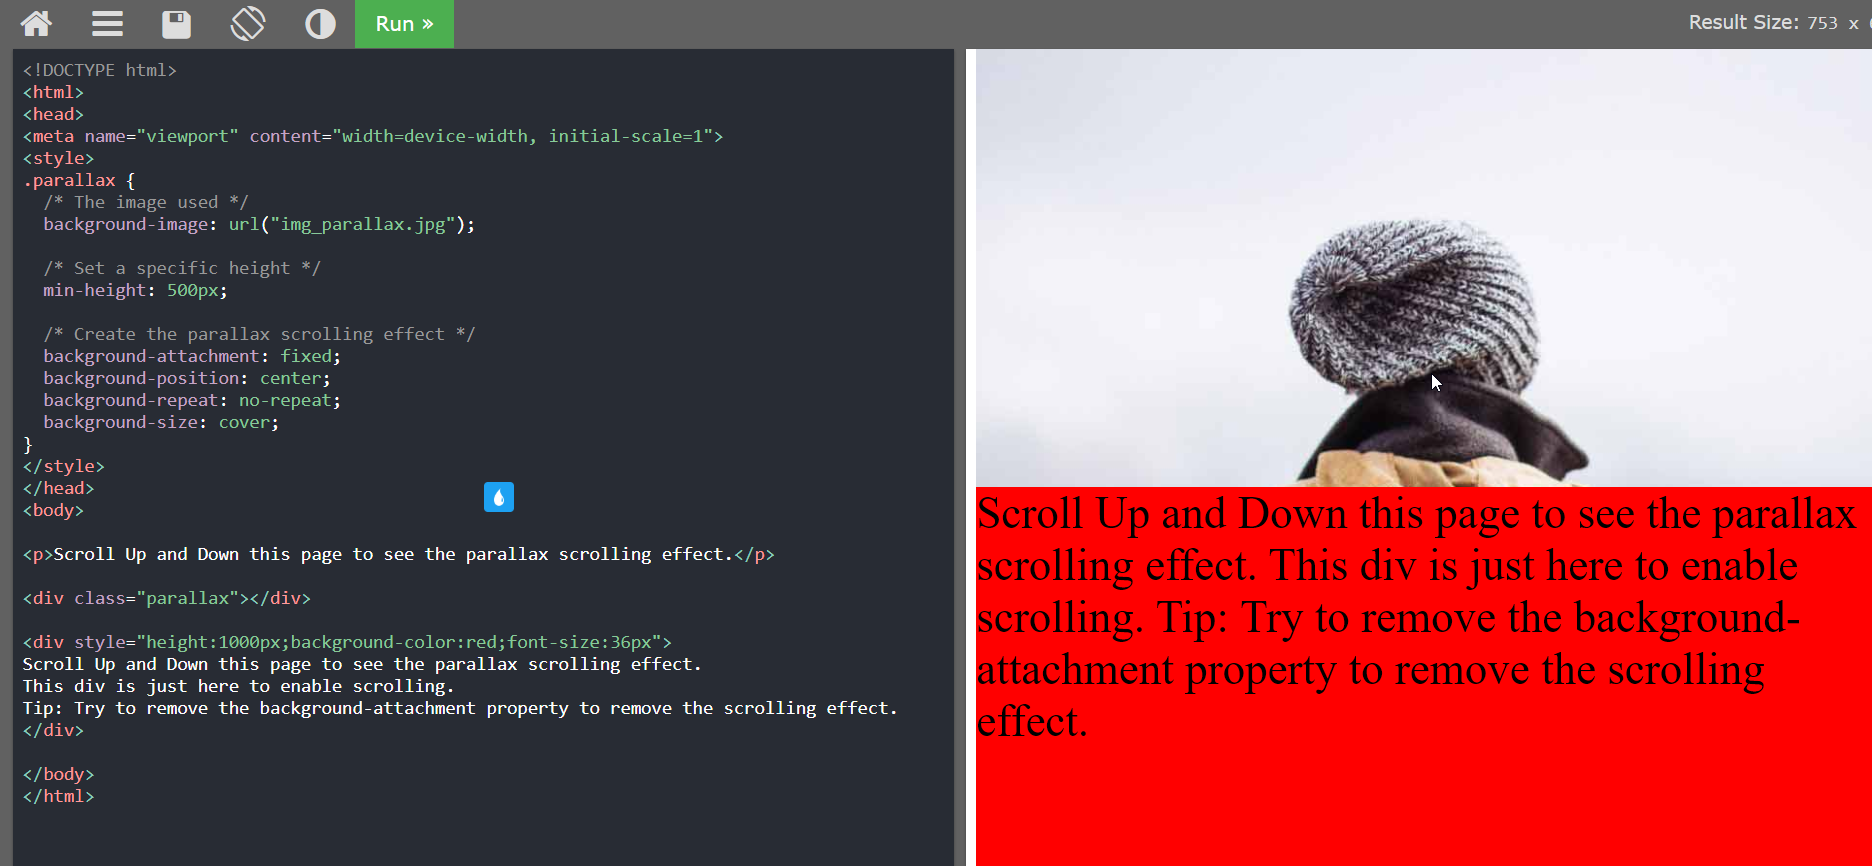 Run »
Result Size: 753 x
<!DOCTYPE html>
<html>
<head>
<meta name="viewport" content="width=device-width, initial-scale=1">
<style>
.parallax {
  /* The image used */
  background-image: url("img_parallax.jpg");
  /* Set a specific height */
  min-height: 500px;
  /* Create the parallax scrolling effect */
  background-attachment: fixed;
  background-position: center;
  background-repeat: no-repeat;
  background-size: cover;
}
</style>
</head>
<body>
<p>Scroll Up and Down this page to see the parallax scrolling effect.</p>
<div class="parallax"></div>
<div style="height:1000px;background-color:red;font-size:36px">
Scroll Up and Down this page to see the parallax scrolling effect.
This div is just here to enable scrolling.
Tip: Try to remove the background-attachment property to remove the scrolling effect.
</div>
</body>
</html>
Scroll Up and Down this page to see the parallax
scrolling effect. This div is just here to enable
scrolling. Tip: Try to remove the background-
attachment property to remove the scrolling
effect.